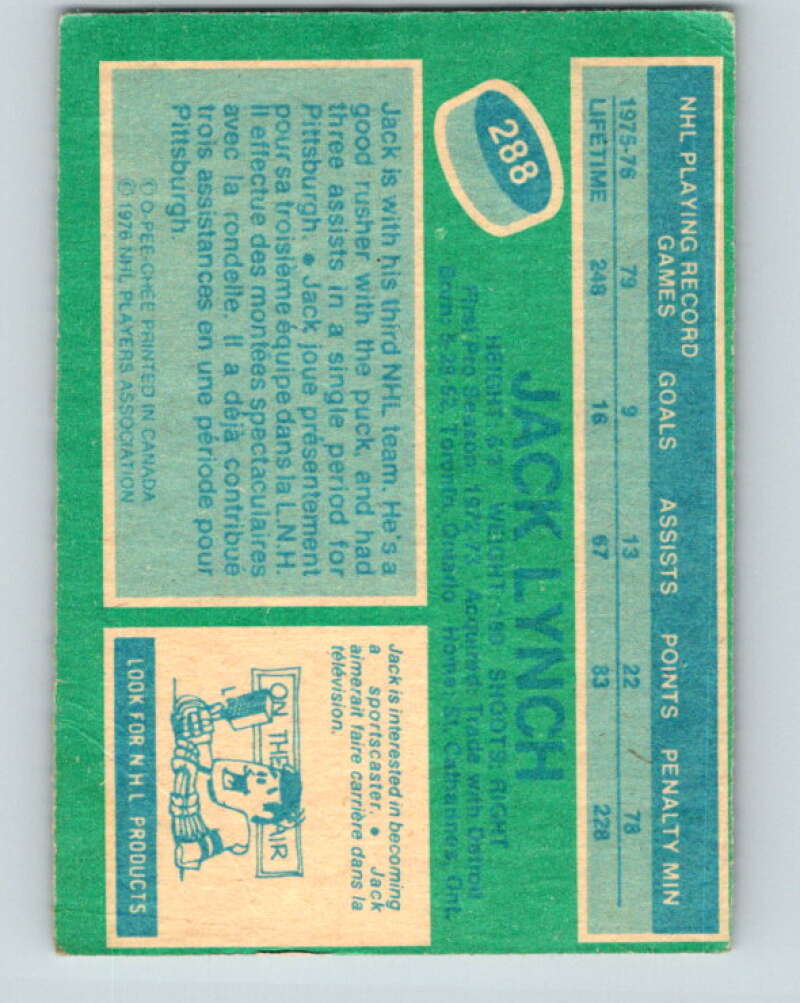 NHL PLAYING RECORD
GAMES GOALS ASSISTS POINTS PENALTY MIN
1975-76 79 9 13 22 78
LIFETIME 248 16 67 83 228
288
JACK LYNCH
HEIGHT: 6'2 WEIGHT: SHOOTS: RIGHT
First Pro Season: 1972-73 Acquired: Trade with Detroit
Born: 5-28-52, Toronto, Ontario Home: St. Catharines, Ont.
Jack is with his third NHL team. He's a
good rusher with the puck, and had
three assists in a single period for
Pittsburgh. • Jack joue présentement
pour sa troisième équipe dans la L.N.H.
Il effectue des montées spectaculaires
avec la rondelle. Il a déjà contribué
trois assistances en une période pour
Pittsburgh.
© O-PEE-CHEE PRINTED IN CANADA
© 1976 NHL PLAYERS ASSOCIATION
Jack is interested in becoming
a sportscaster. • Jack
aimerait faire carrière dans la
télévision.
ON THE AIR
LOOK FOR N H L PRODUCTS